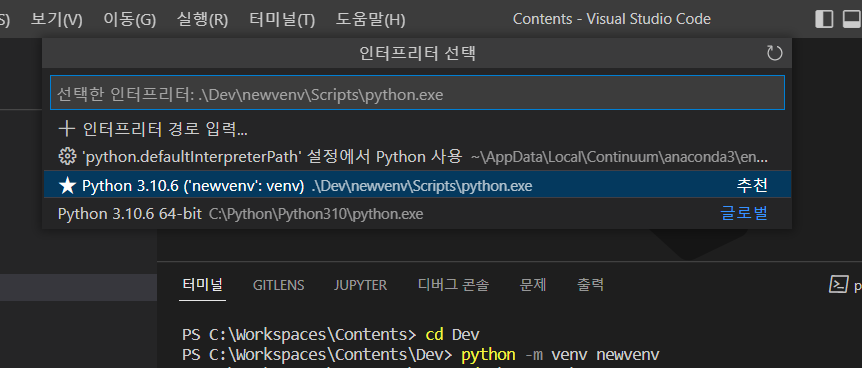 S) 보기(V) 이동(G) 실행(R) 터미널(T) 도움말(H) Contents - Visual Studio Code
인터프리터 선택
선택한 인터프리터: .\Dev\newvenv\Scripts\python.exe
인터프리터 경로 입력...
'python.defaultInterpreterPath' 설정에서 Python 사용 ~\AppData\Local\Continuum\anaconda3\en...
Python 3.10.6 ('newvenv': venv) .\Dev\newvenv\Scripts\python.exe 추천
Python 3.10.6 64-bit C:\Python\Python310\python.exe 글로벌
터미널 GITLENS JUPYTER 디버그 콘솔 문제 출력 p
PS C:\Workspaces\Contents> cd Dev
PS C:\Workspaces\Contents\Dev> python -m venv newvenv